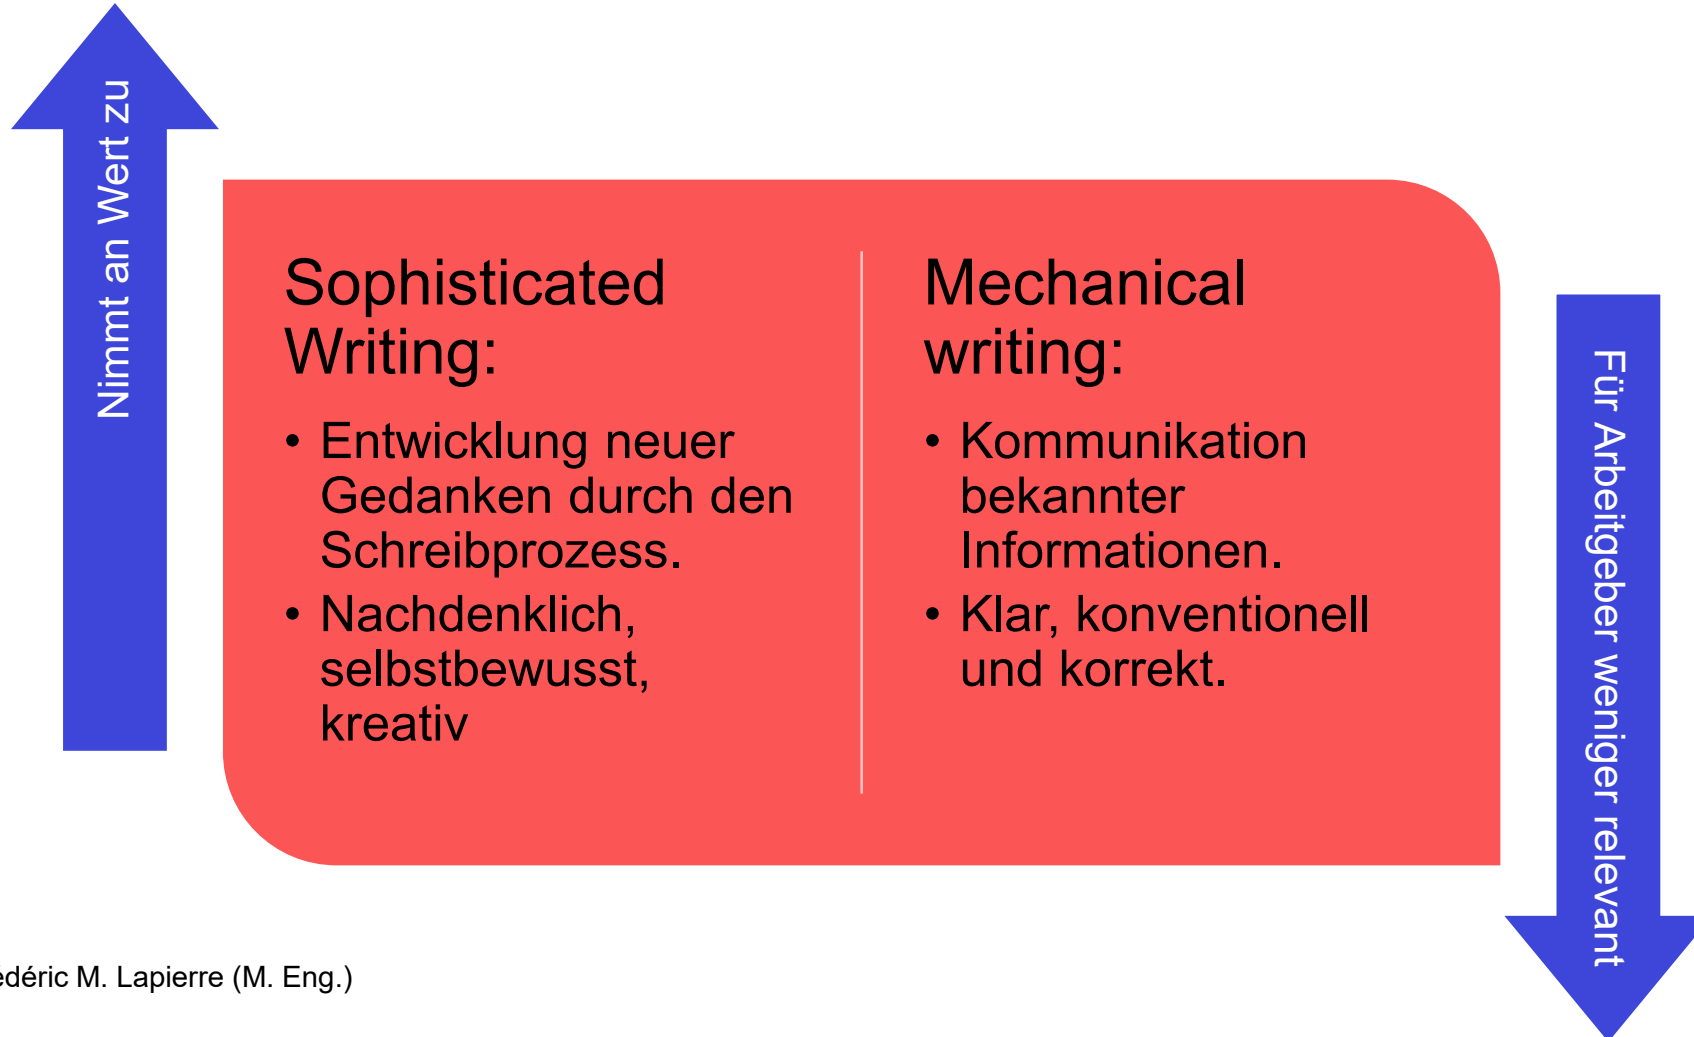 Nimmt an Wert zu
Sophisticated
Writing:
• Entwicklung neuer
Gedanken durch den
Schreibprozess.
• Nachdenklich,
selbstbewusst,
kreativ
Mechanical
writing:
• Kommunikation
bekannter
Informationen.
• Klar, konventionell
und korrekt.
Für Arbeitgeber weniger relevant
édéric M. Lapierre (M. Eng.)